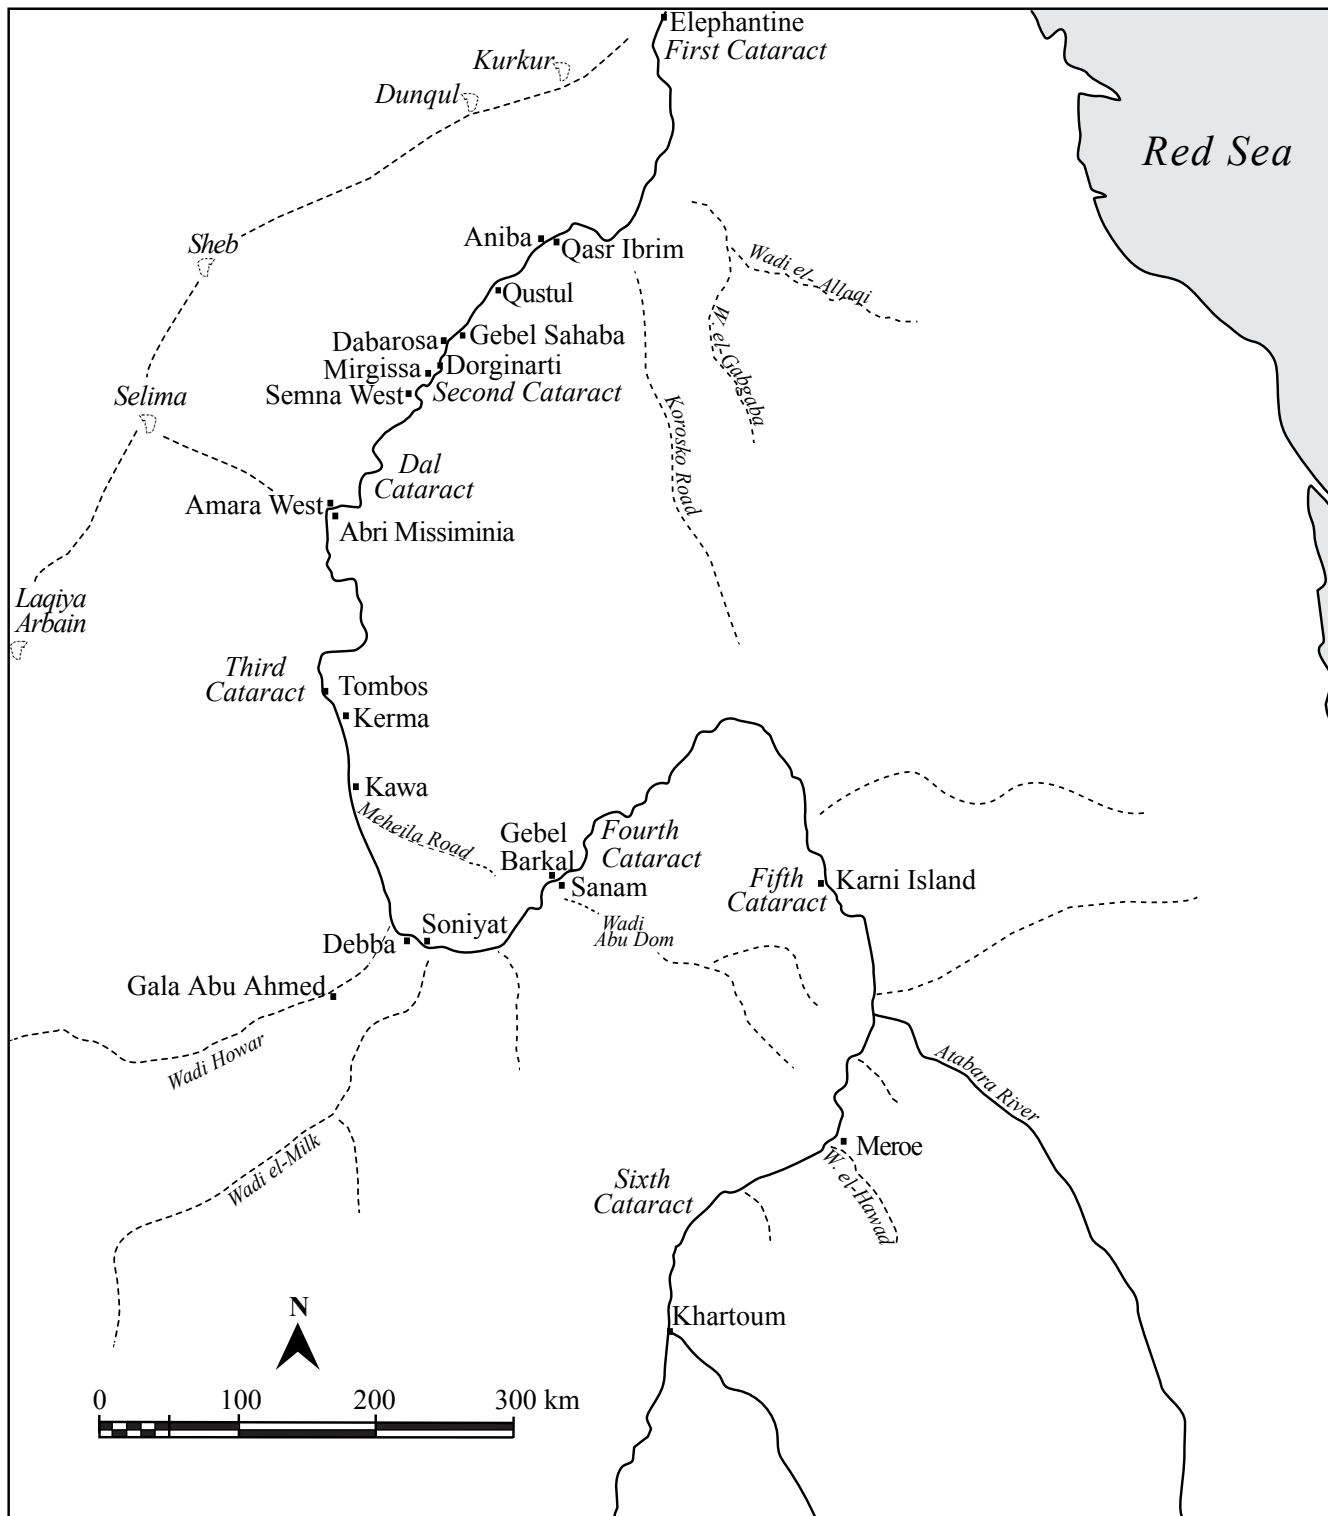 Elephantine
First Cataract
Kurkur
Dunqul
Red Sea
Sheb
Aniba
Qasr Ibrim
Wadi el- Allaqi
Qustul
W. el-Gabgaba
Dabarosa
Gebel Sahaba
Mirgissa
Dorginarti
Semna West
Second Cataract
Selima
Korosko Road
Dal
Cataract
Amara West
Abri Missiminia
Laqiya
Arbain
Third
Cataract
Tombos
Kerma
Kawa
Meheila Road
Gebel
Barkal
Fourth
Cataract
Sanam
Fifth
Cataract
Karni Island
Wadi
Abu Dom
Soniyat
Debba
Gala Abu Ahmed
Wadi Howar
Atabara River
Wadi el-Milk
Meroe
W. el-Hawad
Sixth
Cataract
N
Khartoum
0 100 200 300 km